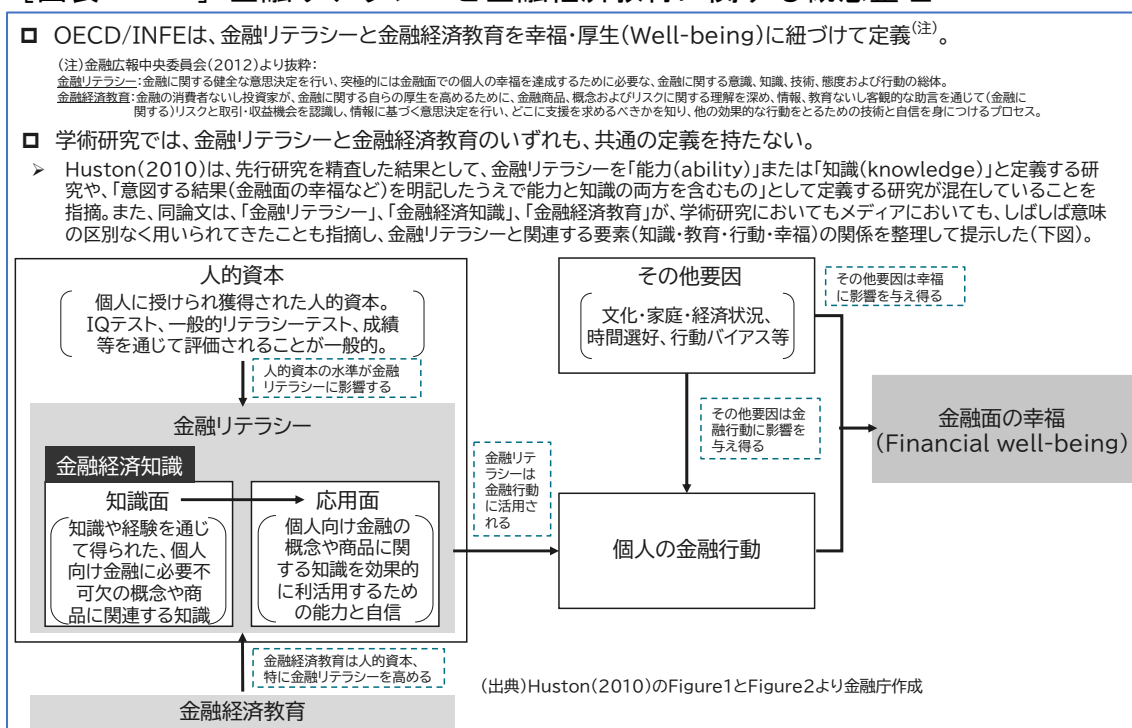 □ OECD/INFEは、金融リテラシーと金融経済教育を幸福・厚生(Well-being)に紐づけて定義(注)。
(注)金融広報中央委員会(2012)より抜粋:
金融リテラシー:金融に関する健全な意思決定を行い、究極的には金融面での個人の幸福を達成するために必要な、金融に関する意識、知識、技術、態度および行動の総体。
金融経済教育:金融の消費者ないし投資家が、金融に関する自らの厚生を高めるために、金融商品、概念およびリスクに関する理解を深め、情報、教育ないし客観的な助言を通じて(金融に
関する)リスクと取引・収益機会を認識し、情報に基づく意思決定を行い、どこに支援を求めるべきかを知り、他の効果的な行動をとるための技術と自信を身につけるプロセス。
□ 学術研究では、金融リテラシーと金融経済教育のいずれも、共通の定義を持たない。
➢ Huston(2010)は、先行研究を精査した結果として、金融リテラシーを「能力(ability)」または「知識(knowledge)」と定義する研
究や、「意図する結果(金融面の幸福など)を明記したうえで能力と知識の両方を含むもの」として定義する研究が混在していることを
指摘。また、同論文は、「金融リテラシー」、「金融経済知識」、「金融経済教育」が、学術研究においてもメディアにおいても、しばしば意味
の区別なく用いられてきたことも指摘し、金融リテラシーと関連する要素(知識・教育・行動・幸福)の関係を整理して提示した(下図)。
人的資本
個人に授けられ獲得された人的資本。
IQテスト、一般的リテラシーテスト、成績
等を通じて評価されることが一般的。
人的資本の水準が金融
リテラシーに影響する
金融リテラシー
金融経済知識
知識面
知識や経験を通じ
て得られた、個人
向け金融に必要不
可欠の概念や商
品に関連する知識
応用面
個人向け金融の
概念や商品に関
する知識を効果的
に利活用するため
の能力と自信
金融経済教育は人的資本、
特に金融リテラシーを高める
金融経済教育
金融リテ
ラシーは
金融行動
に活用さ
れる
その他要因
文化・家庭・経済状況、
時間選好、行動バイアス等
その他要因は幸福
に影響を与え得る
その他要因は金
融行動に影響を
与え得る
個人の金融行動
金融面の幸福
(Financial well-being)
(出典)Huston(2010)のFigure1とFigure2より金融庁作成